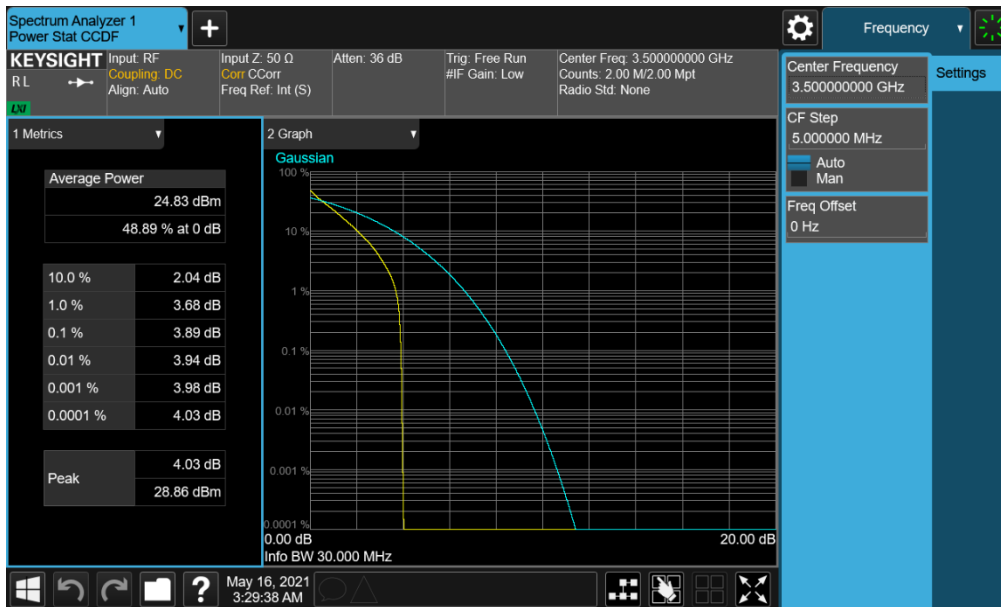 Spectrum Analyzer 1
Power Stat CCDF
+
Frequency
KEYSIGHT
R L
LXI
Input: RF
Coupling: DC
Align: Auto
Input Z: 50 Ω
Corr CCorr
Freq Ref: Int (S)
Atten: 36 dB
Trig: Free Run
#IF Gain: Low
Center Freq: 3.500000000 GHz
Counts: 2.00 M/2.00 Mpt
Radio Std: None
Center Frequency
3.500000000 GHz
Settings
CF Step
5.000000 MHz
Auto
Man
Freq Offset
0 Hz
1 Metrics
Average Power
24.83 dBm
48.89 % at 0 dB
10.0 % 2.04 dB
1.0 % 3.68 dB
0.1 % 3.89 dB
0.01 % 3.94 dB
0.001 % 3.98 dB
0.0001 % 4.03 dB
Peak
4.03 dB
28.86 dBm
2 Graph
Gaussian
100 %
10 %
1 %
0.1 %
0.01 %
0.001 %
0.0001 %
0.00 dB 20.00 dB
Info BW 30.000 MHz
?
May 16, 2021
3:29:38 AM